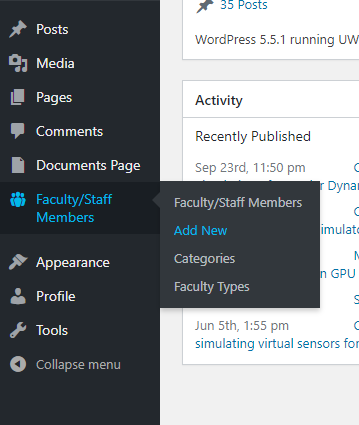 Posts
Media
Pages
Comments
Documents Page
Faculty/Staff
Members
Appearance
Profile
Tools
Collapse menu
Faculty/Staff Members
Add New
Categories
Faculty Types
35 Posts
WordPress 5.5.1 running UW
Activity
Recently Published
Sep 23rd, 11:50 pm
Dynar
simulato
n GPU
Jun 5th, 1:55 pm
simulating virtual sensors for